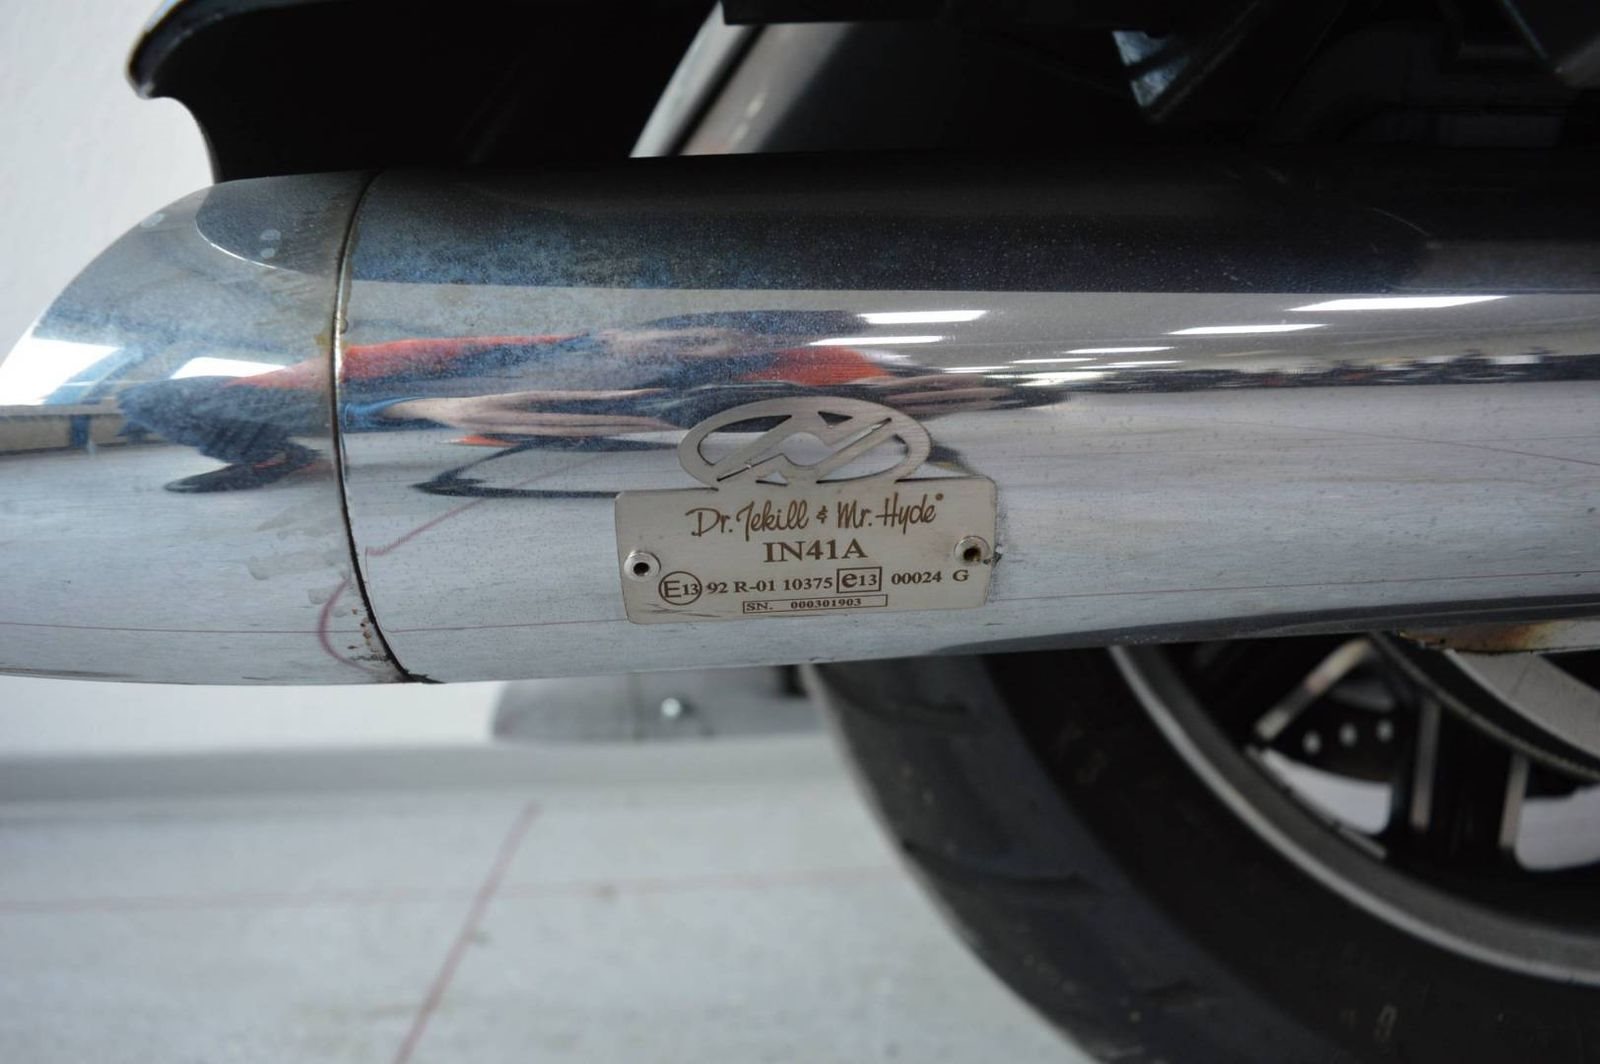 Dr. Jekill & Mr. Hyde®
IN41A
E13 92 R-01 10375 e13 00024 G
SN. 000301903